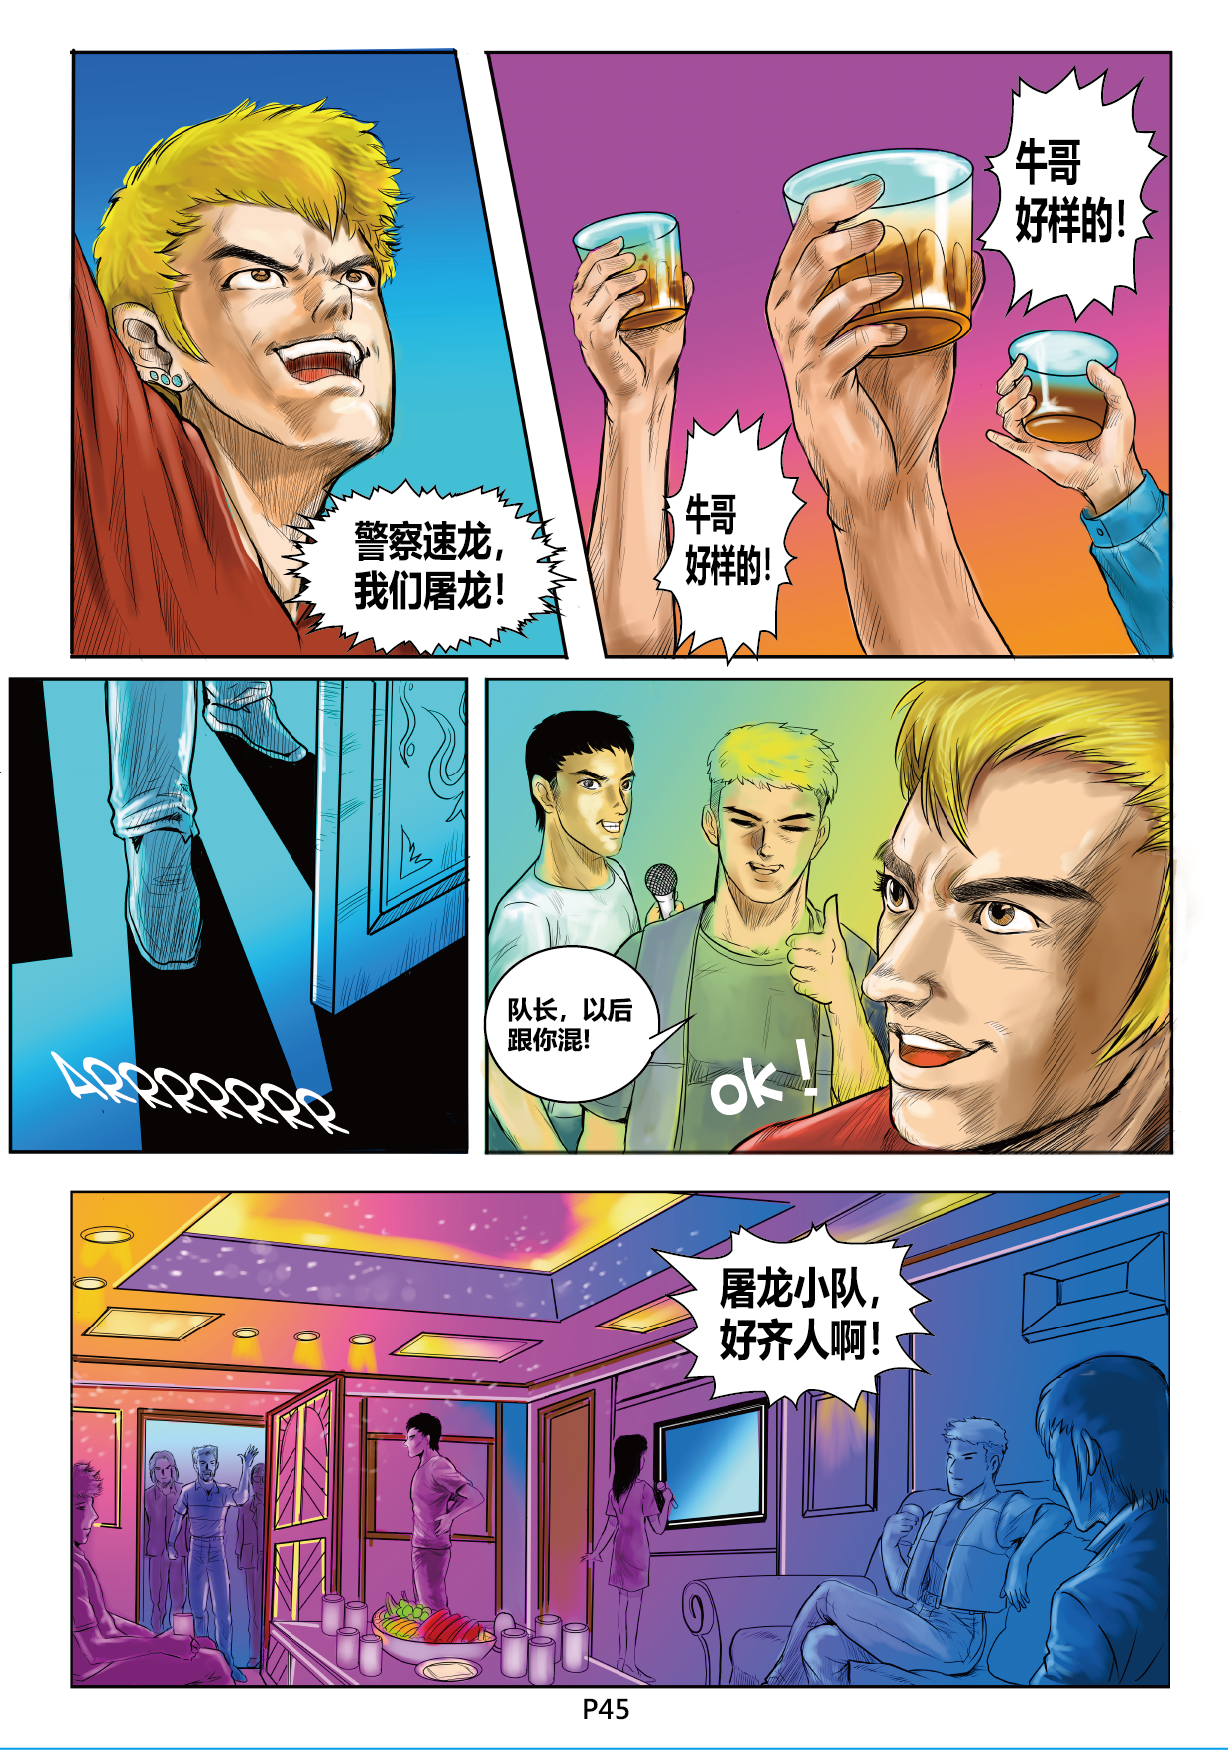 警察速龙，
我们屠龙！
牛哥
好样的！
牛哥
好样的！
ARRRRRRR
队长，以后
跟你混!
OK!
屠龙小队，
好齐人啊！
P45